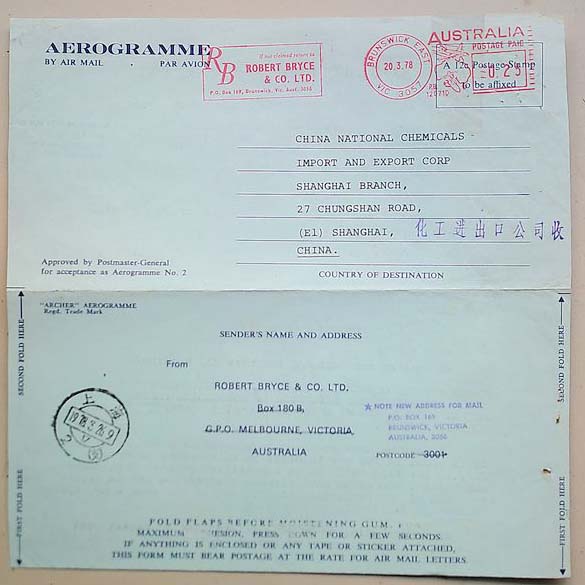 AEROGRAMME
BY AIR MAIL · PAR AVION
RB
If not claimed return to
ROBERT BRYCE
& CO. LTD.
P.O. Box 169, Brunswick, Vic. Aust. 3056
BRUNSWICK EAST
20.3.78
VIC. 3057
AUSTRALIA
POSTAGE PAID
A 12c Postage Stamp
to be affixed
CHINA NATIONAL CHEMICALS
IMPORT AND EXPORT CORP
SHANGHAI BRANCH,
27 CHUNGSHAN ROAD,
(E1) SHANGHAI, 化工进出口公司收
CHINA.
COUNTRY OF DESTINATION
Approved by Postmaster-General
for acceptance as Aerogramme No. 2
"ARCHER" AEROGRAMME
Regd. Trade Mark
SECOND FOLD HERE
SECOND FOLD HERE
SENDER'S NAME AND ADDRESS
From
ROBERT BRYCE & CO. LTD.
Box 180 B,
G.P.O. MELBOURNE, VICTORIA,
AUSTRALIA
POSTCODE 3001
★ NOTE NEW ADDRESS FOR MAIL
P.O. BOX 169
BRUNSWICK, VICTORIA
AUSTRALIA, 3056
上海
FIRST FOLD HERE
FIRST FOLD HERE
FOLD FLAPS BEFORE MOISTENING GUM.
MAXIMUM PRESS DOWN FOR A FEW SECONDS.
IF ANYTHING IS ENCLOSED OR ANY TAPE OR STICKER ATTACHED,
THIS FORM MUST BEAR POSTAGE AT THE RATE FOR AIR MAIL LETTERS.